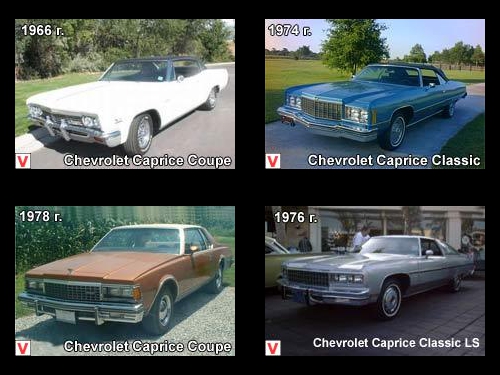 1966 г.
V Chevrolet Caprice Coupe
1974 г.
V Chevrolet Caprice Classic
1978 г.
V Chevrolet Caprice Coupe
1976 г.
V Chevrolet Caprice Classic LS